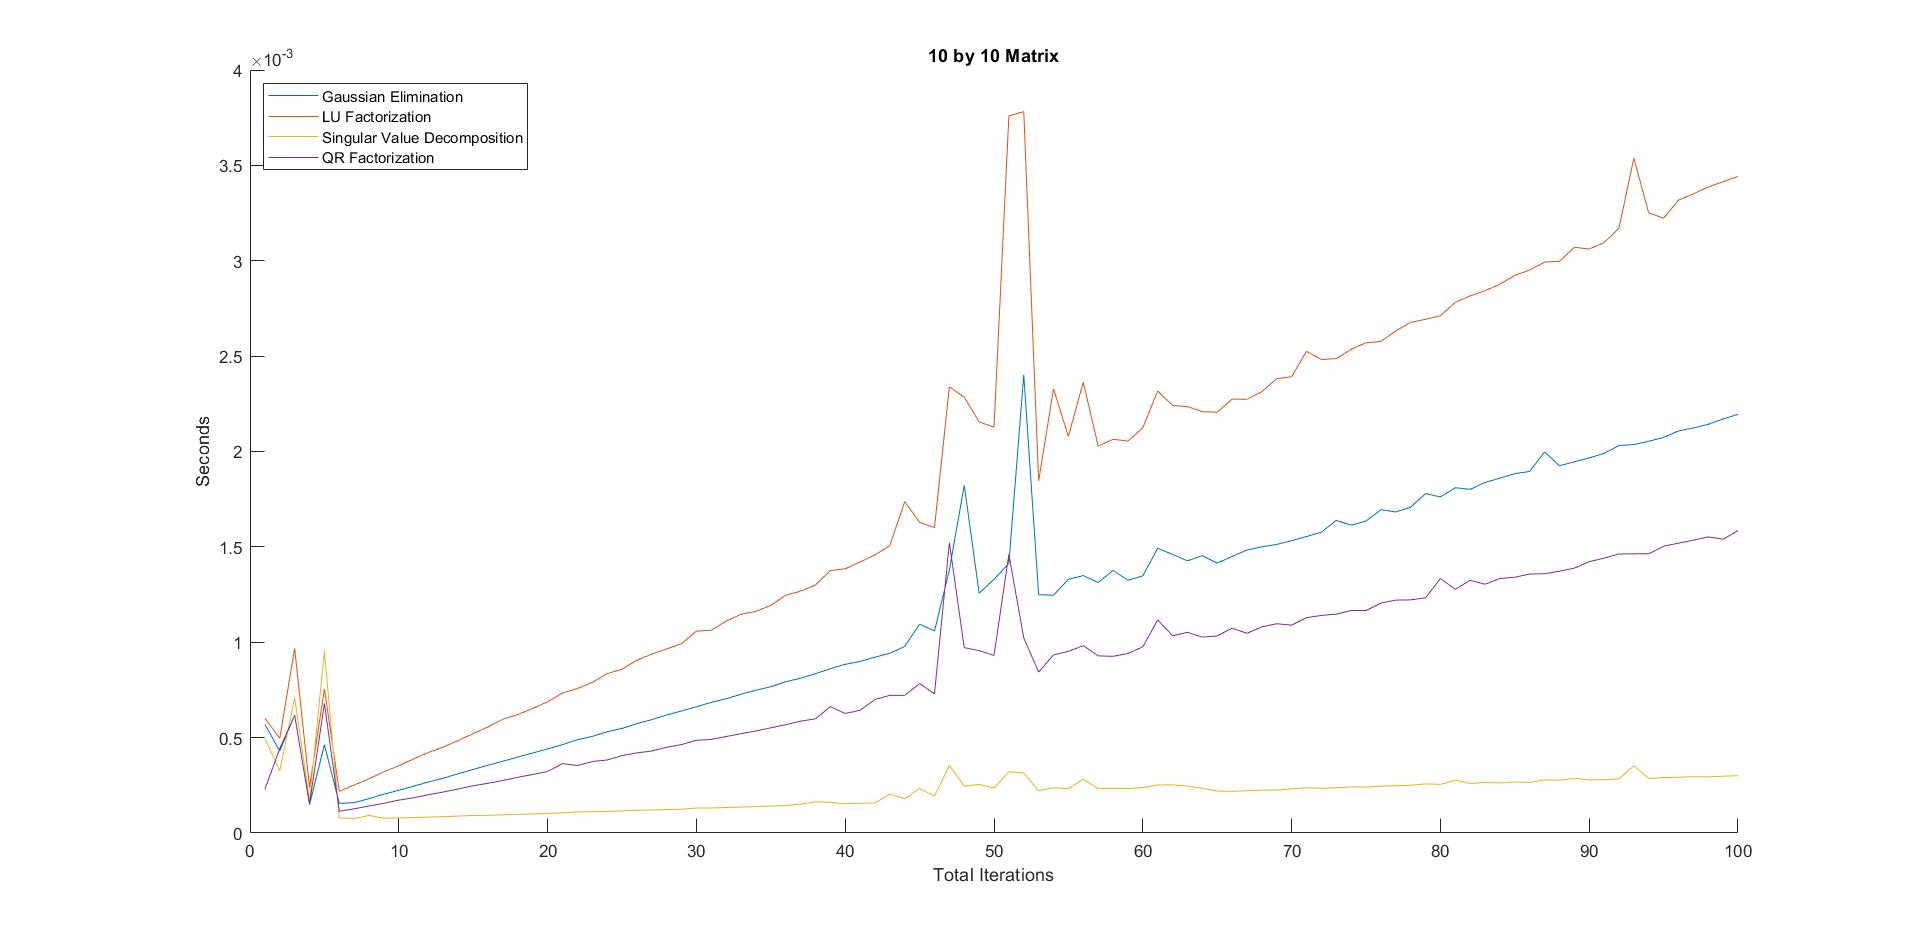 10 by 10 Matrix
×10-3
4
3.5
3
2.5
2
1.5
1
0.5
0
Gaussian Elimination
LU Factorization
Singular Value Decomposition
QR Factorization
Seconds
0 10 20 30 40 50 60 70 80 90 100
Total Iterations